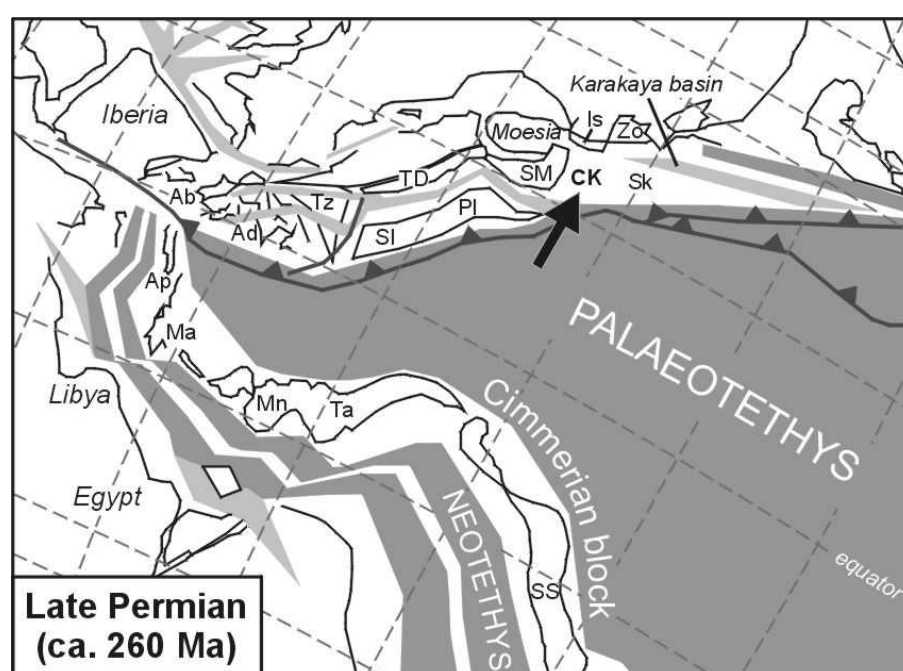 Karakaya basin
Iberia
Moesia
Is
Zo
Ab
TD
SM
CK
Sk
Tz
Ad
PI
SI
Ap
Ma
PALAEOTETHYS
Libya
Mn
Ta
Cimmerian block
Egypt
NEOTETHYS
equator
SS
Late Permian
(ca. 260 Ma)